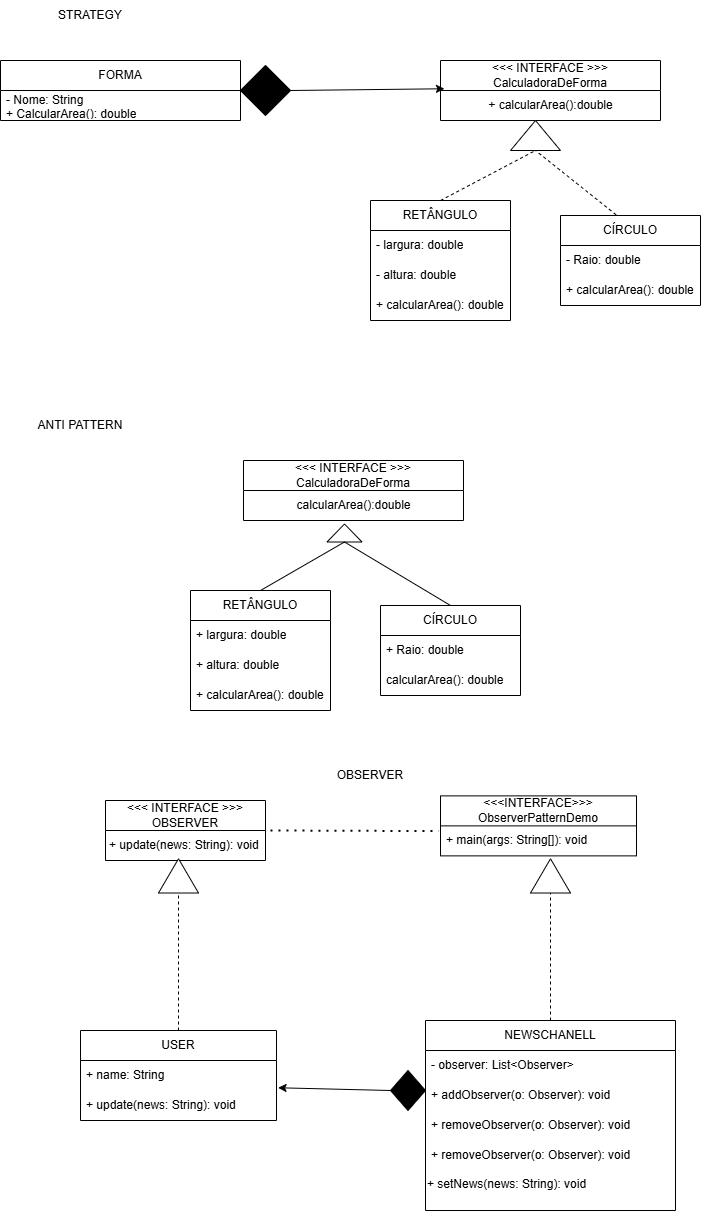 STRATEGY
FORMA
- Nome: String
+ CalcularArea(): double
<<< INTERFACE >>>
CalculadoraDeForma
+ calcularArea():double
RETÂNGULO
- largura: double
- altura: double
+ calcularArea(): double
CÍRCULO
- Raio: double
+ calcularArea(): double
ANTI PATTERN
<<< INTERFACE >>>
CalculadoraDeForma
calcularArea():double
RETÂNGULO
+ largura: double
+ altura: double
+ calcularArea(): double
CÍRCULO
+ Raio: double
calcularArea(): double
OBSERVER
<<< INTERFACE >>>
OBSERVER
+ update(news: String): void
<<<INTERFACE>>>
ObserverPatternDemo
+ main(args: String[]): void
USER
+ name: String
+ update(news: String): void
NEWSCHANELL
- observer: List<Observer>
+ addObserver(o: Observer): void
+ removeObserver(o: Observer): void
+ removeObserver(o: Observer): void
+ setNews(news: String): void